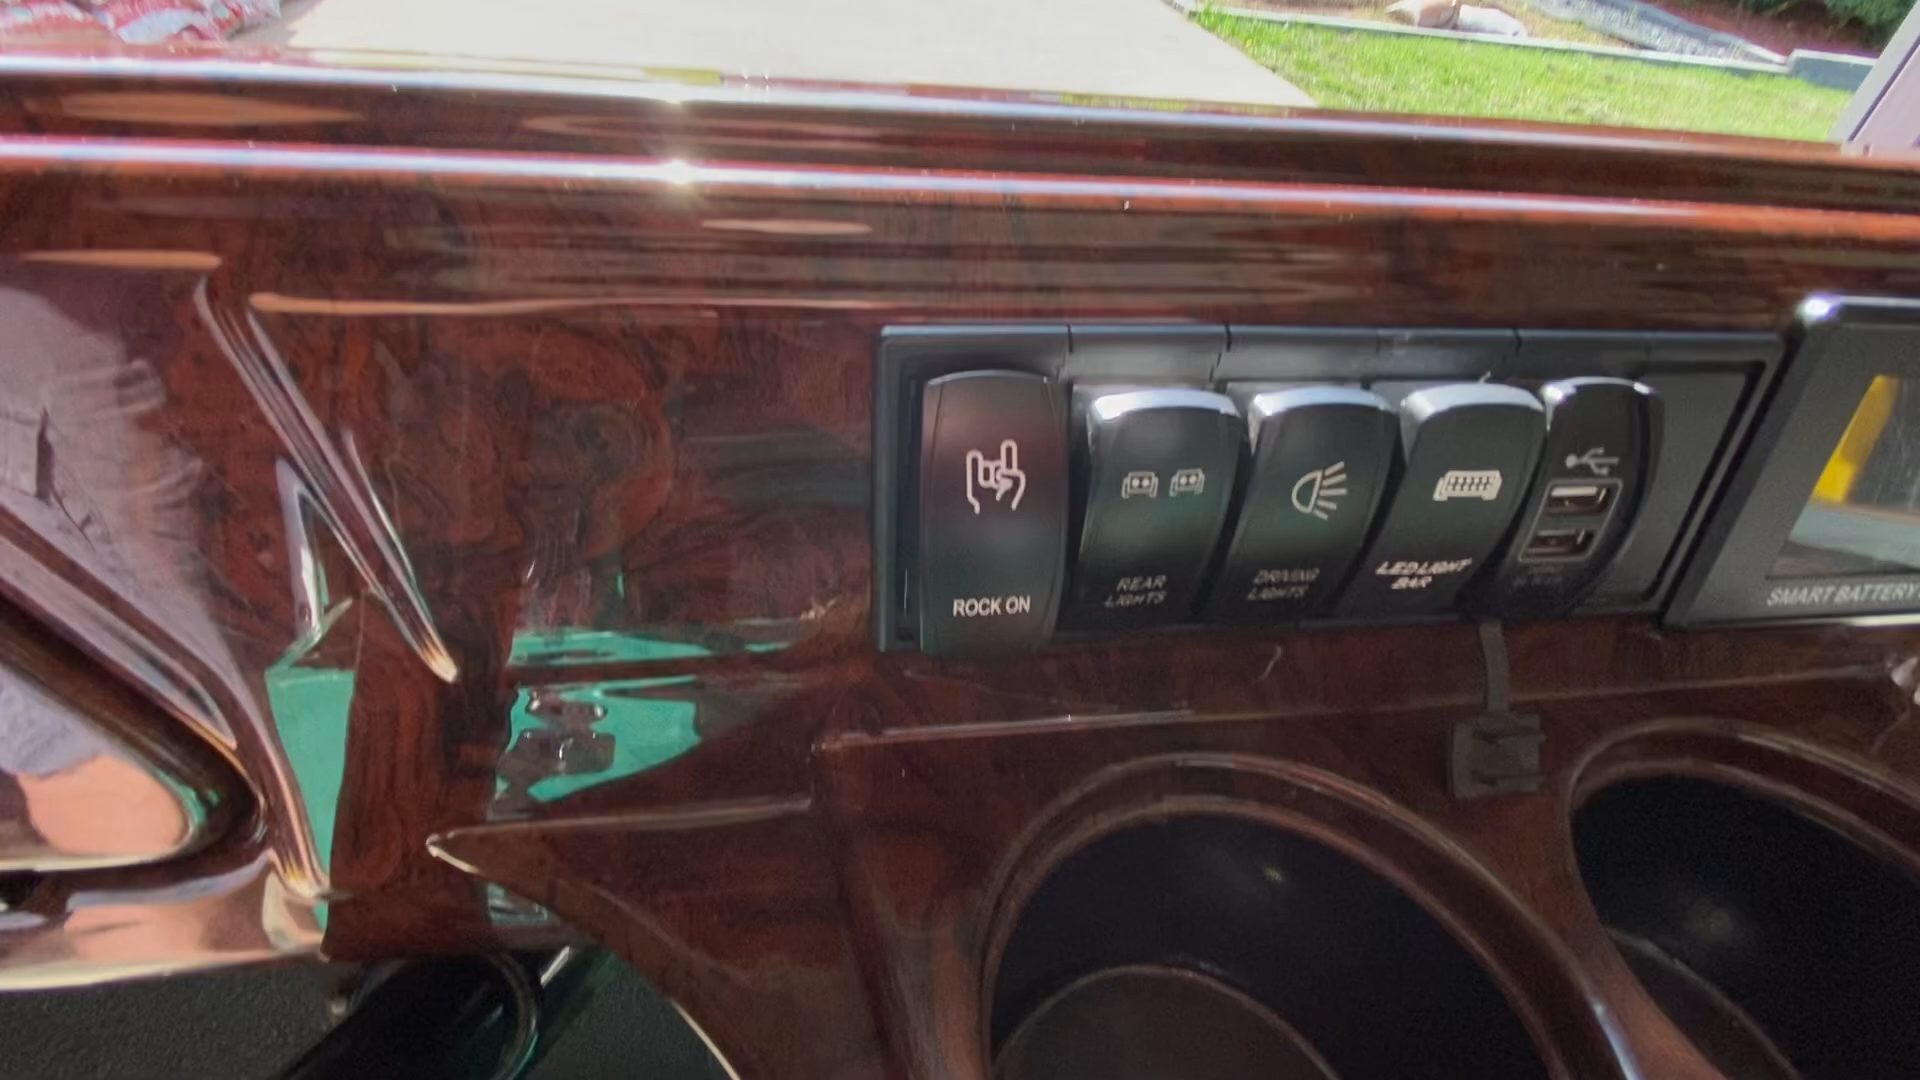 ROCK ON
REAR
LIGHTS
DRIVING
LIGHTS
LED LIGHT
BAR
SMART BATTERY